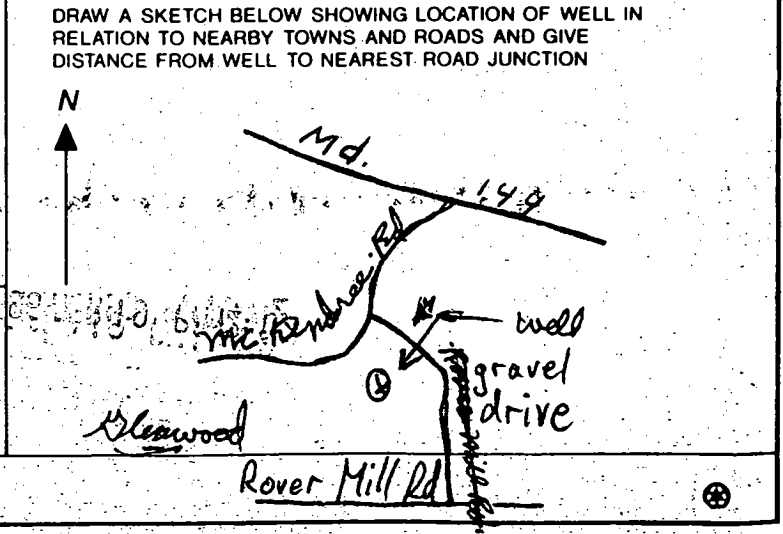 DRAW A SKETCH BELOW SHOWING LOCATION OF WELL IN
RELATION TO NEARBY TOWNS AND ROADS AND GIVE
DISTANCE FROM WELL TO NEAREST ROAD JUNCTION
N
Md. 144
McKendree Rd
well
gravel
drive
Glenwood
Rover Mill Rd